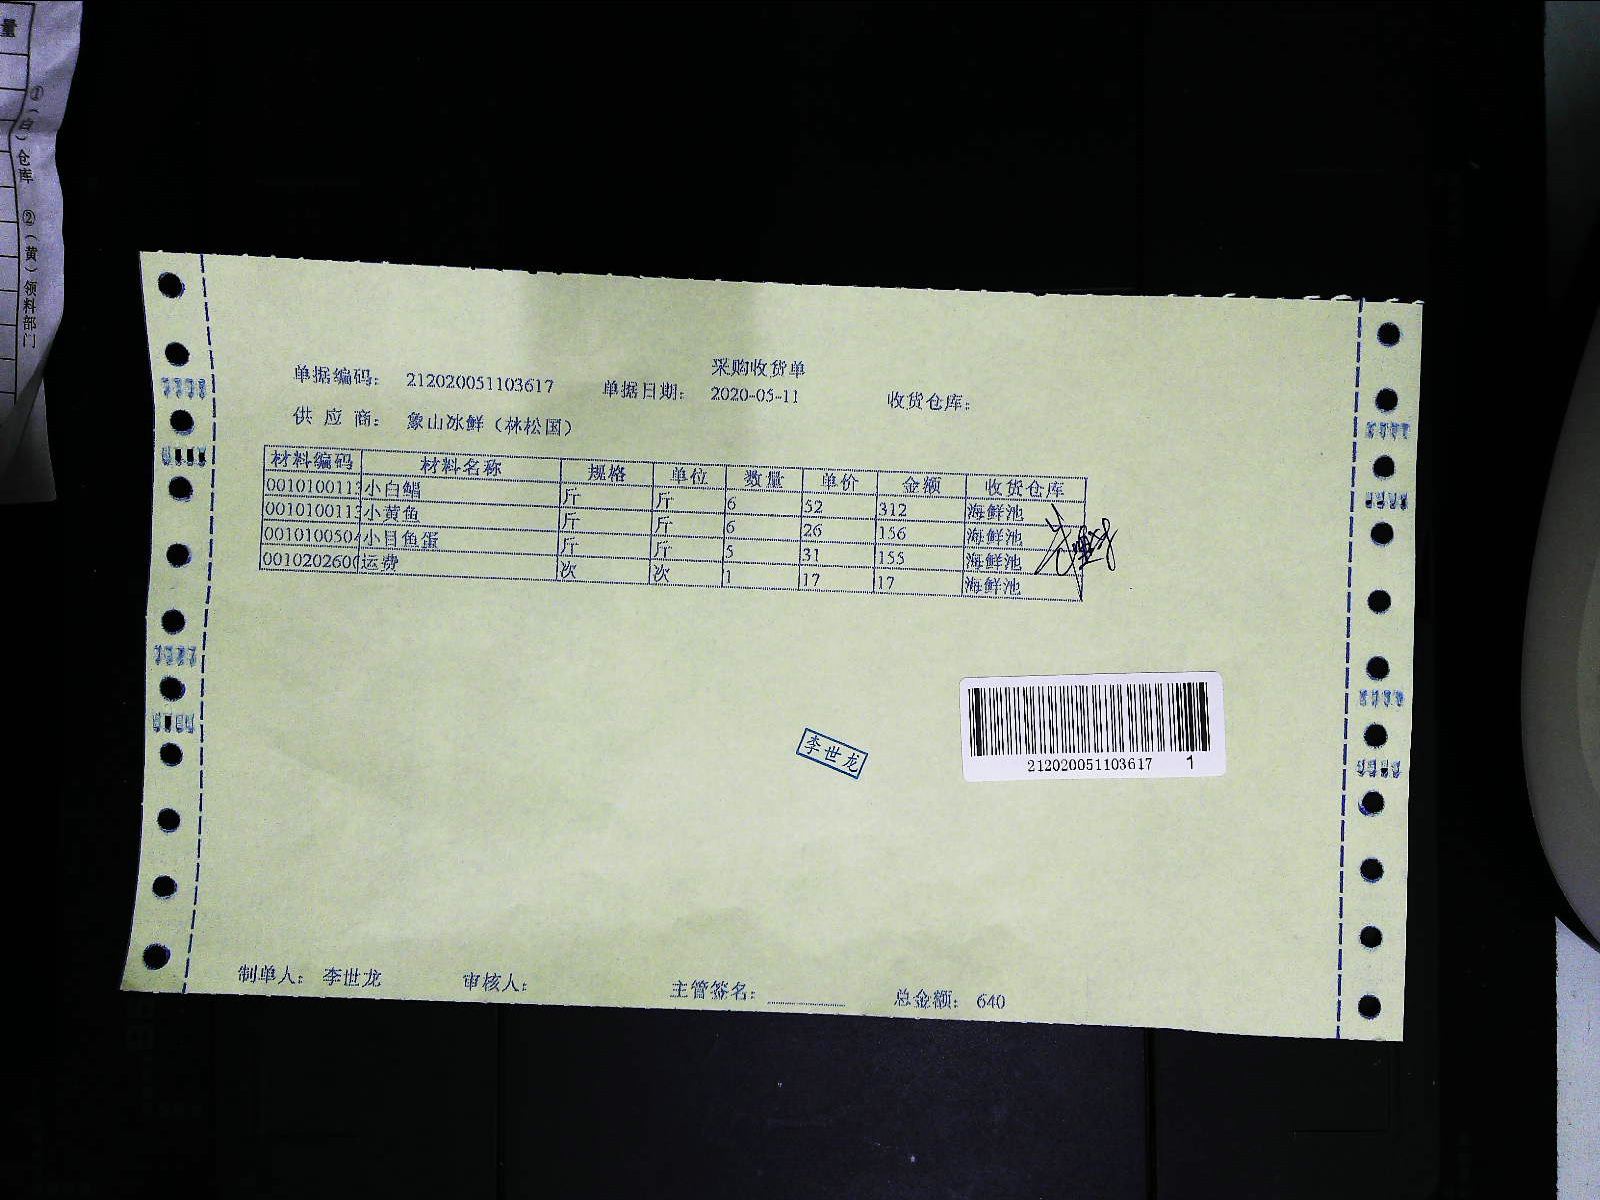 量
①(白)仓库 ②(黄)领料部门
采购收货单
单据编码: 212020051103617 单据日期: 2020-05-11 收货仓库:
供应商: 象山冰鲜(林松国)
材料编码 材料名称 规格 单位 数量 单价 金额 收货仓库
0010100113 小白鲳 斤 斤 6 52 312 海鲜池
0010100113 小黄鱼 斤 斤 6 26 156 海鲜池
0010100504 小目鱼蛋 斤 斤 5 31 155 海鲜池
0010202600 运费 次 次 1 17 17 海鲜池
212020051103617 1
李世龙
制单人: 李世龙 审核人: 主管签名: 总金额: 640